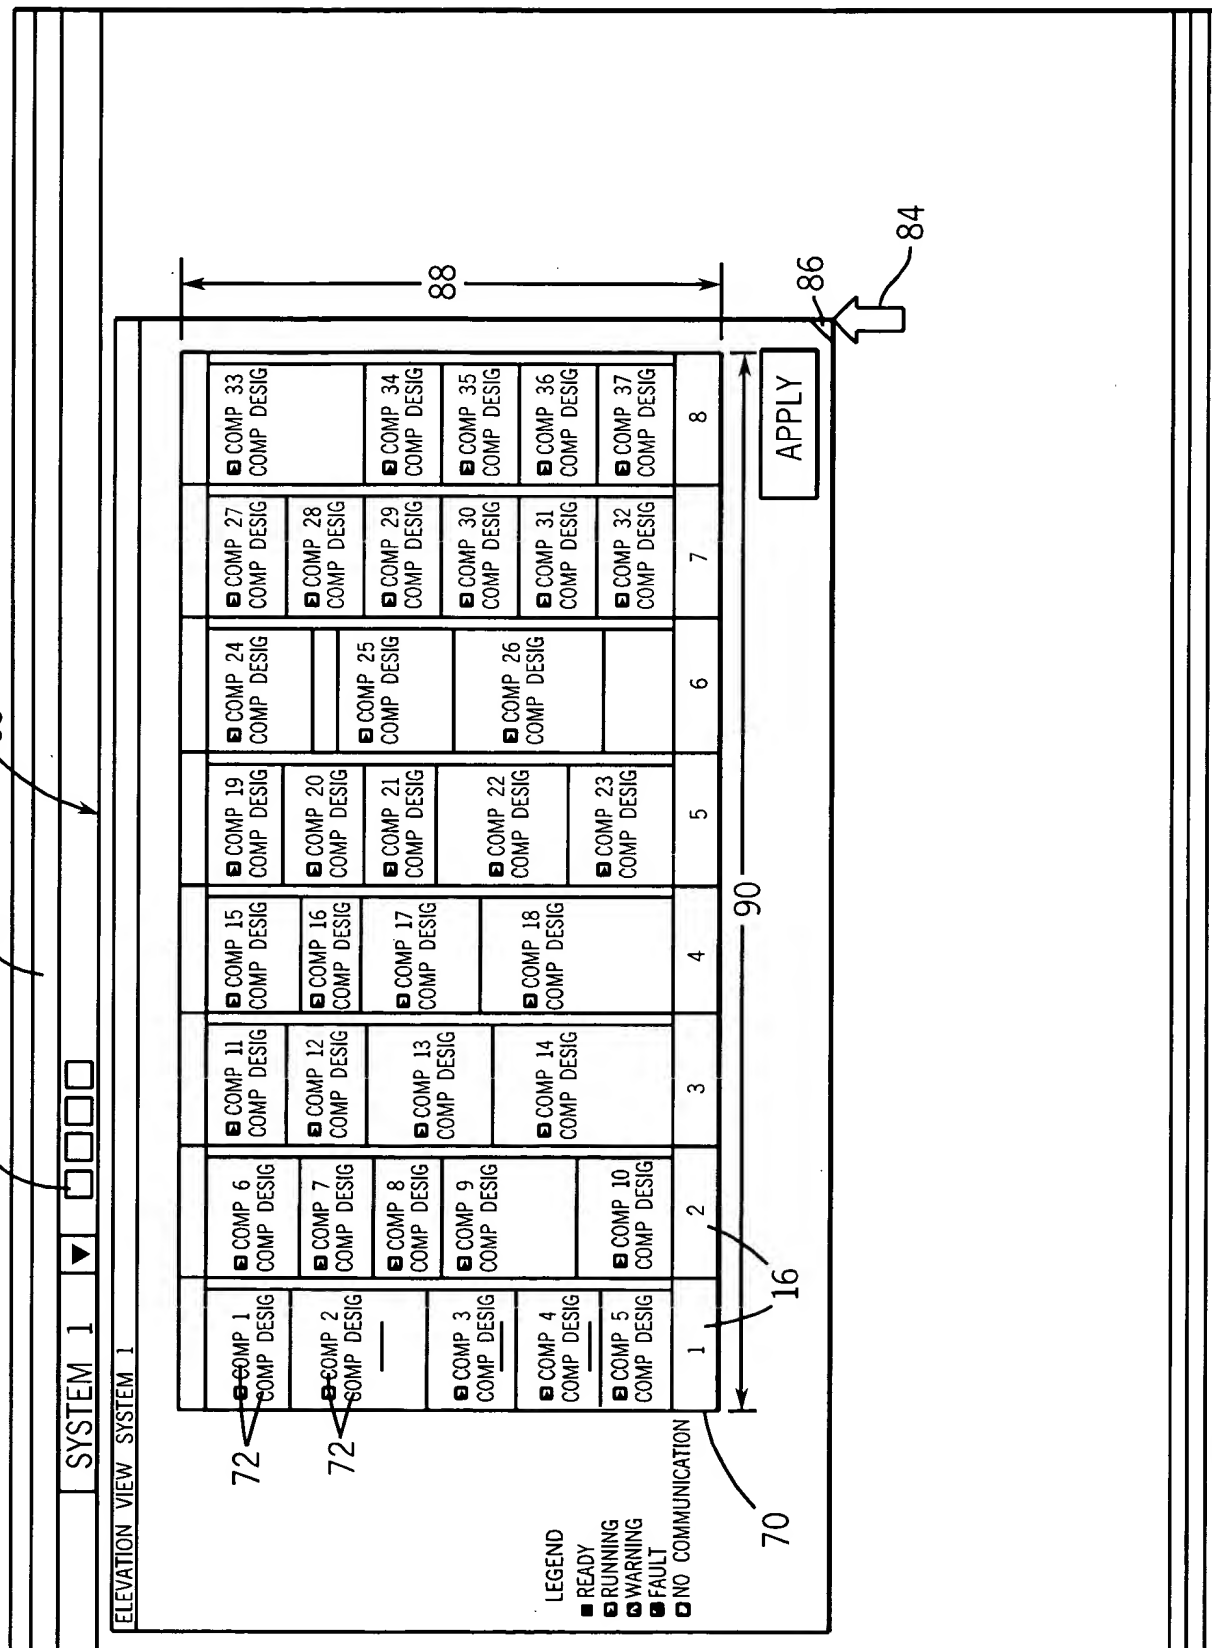 SYSTEM 1 ▼
ELEVATION VIEW SYSTEM 1
COMP 1
COMP DESIG
COMP 2
COMP DESIG
COMP 3
COMP DESIG
COMP 4
COMP DESIG
COMP 5
COMP DESIG
1
COMP 6
COMP DESIG
COMP 7
COMP DESIG
COMP 8
COMP DESIG
COMP 9
COMP DESIG
COMP 10
COMP DESIG
2
COMP 11
COMP DESIG
COMP 12
COMP DESIG
COMP 13
COMP DESIG
COMP 14
COMP DESIG
3
COMP 15
COMP DESIG
COMP 16
COMP DESIG
COMP 17
COMP DESIG
COMP 18
COMP DESIG
4
COMP 19
COMP DESIG
COMP 20
COMP DESIG
COMP 21
COMP DESIG
COMP 22
COMP DESIG
COMP 23
COMP DESIG
5
COMP 24
COMP DESIG
COMP 25
COMP DESIG
COMP 26
COMP DESIG
6
COMP 27
COMP DESIG
COMP 28
COMP DESIG
COMP 29
COMP DESIG
COMP 30
COMP DESIG
COMP 31
COMP DESIG
COMP 32
COMP DESIG
7
COMP 33
COMP DESIG
COMP 34
COMP DESIG
COMP 35
COMP DESIG
COMP 36
COMP DESIG
COMP 37
COMP DESIG
8
72
72
88
90
16
70
86
84
APPLY
LEGEND
READY
RUNNING
WARNING
FAULT
NO COMMUNICATION